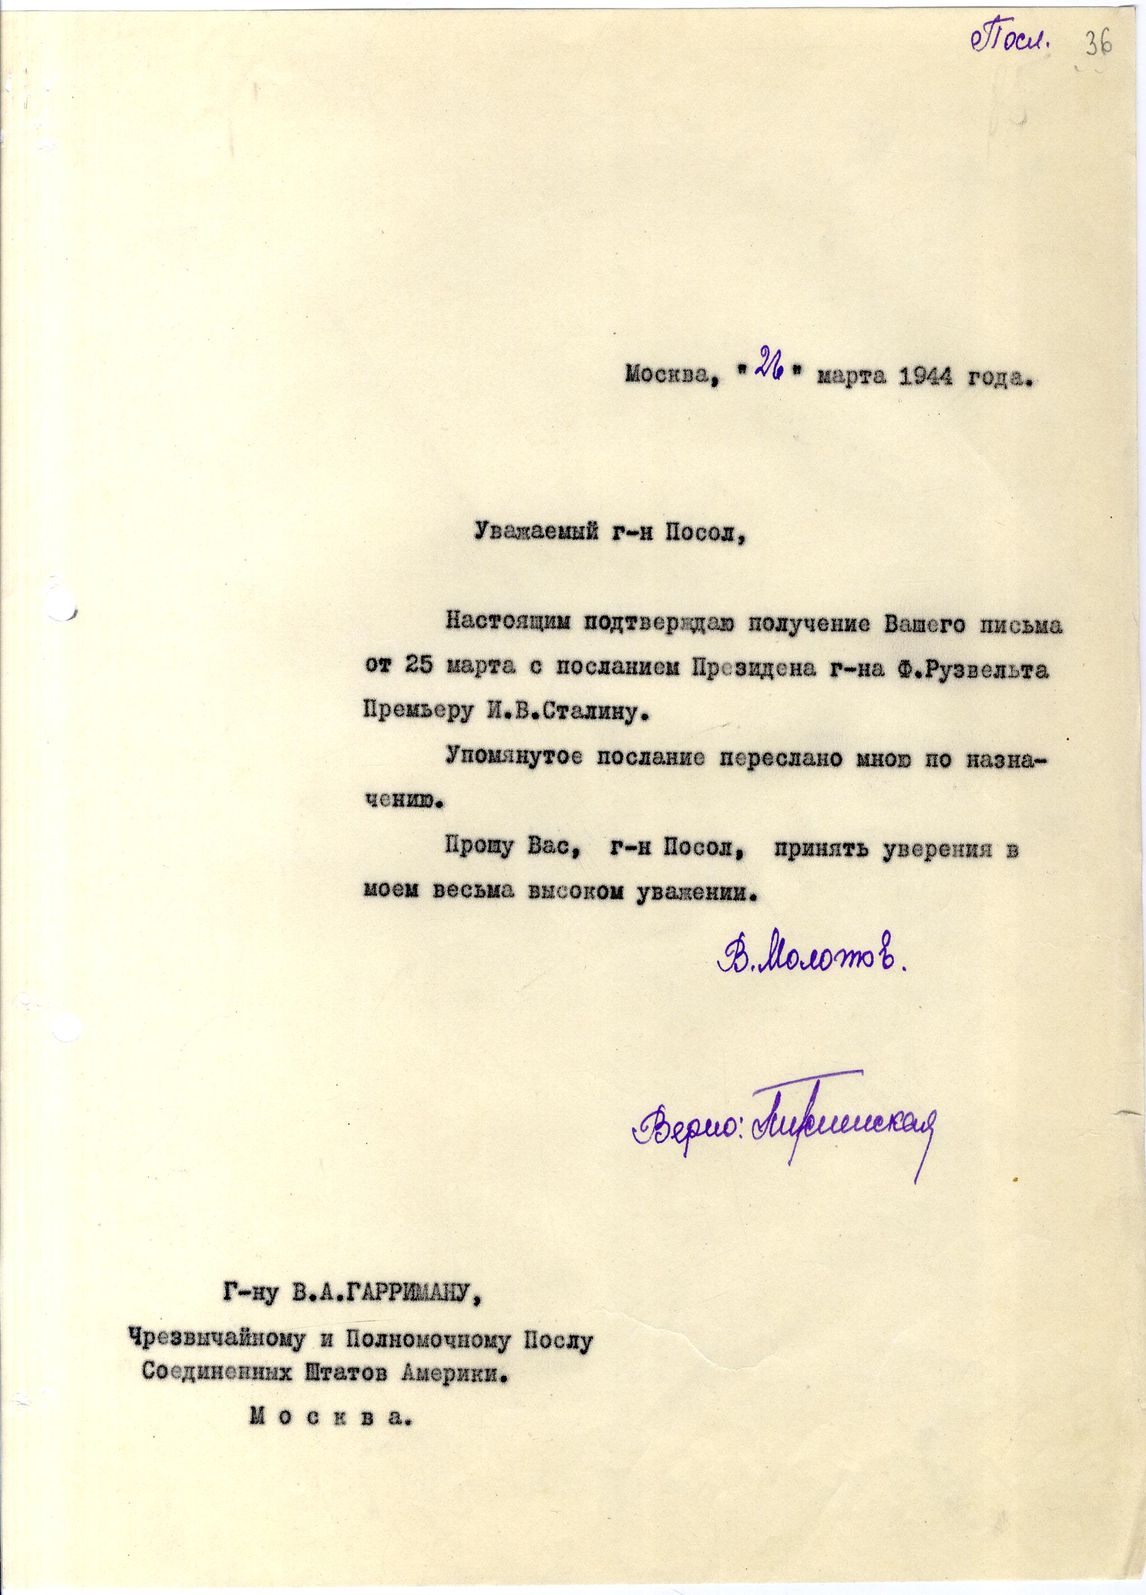 Посл. 36
Москва, "26" марта 1944 года.
Уважаемый г-н Посол,
Настоящим подтверждаю получение Вашего письма
от 25 марта с посланием Президена г-на Ф.Рузвельта
Премьеру И.В.Сталину.
Упомянутое послание переслано мною по назна-
чению.
Прошу Вас, г-н Посол, принять уверения в
моем весьма высоком уважении.
В.Молотов.
Верно:
Г-ну В.А.ГАРРИМАНУ,
Чрезвычайному и Полномочному Послу
Соединенных Штатов Америки.
М о с к в а.